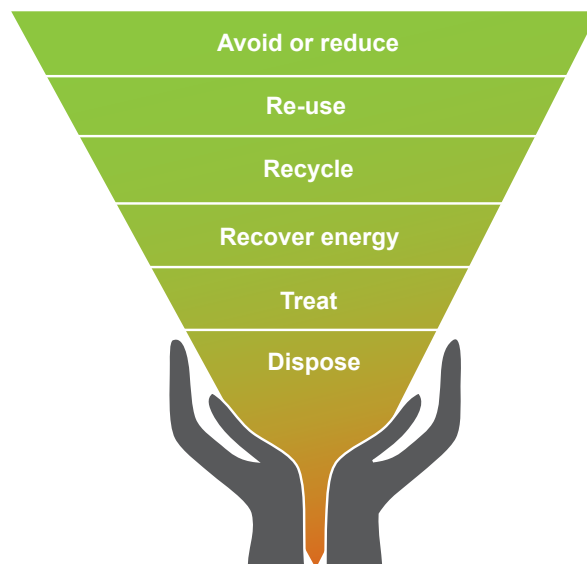 Avoid or reduce
Re-use
Recycle
Recover energy
Treat
Dispose